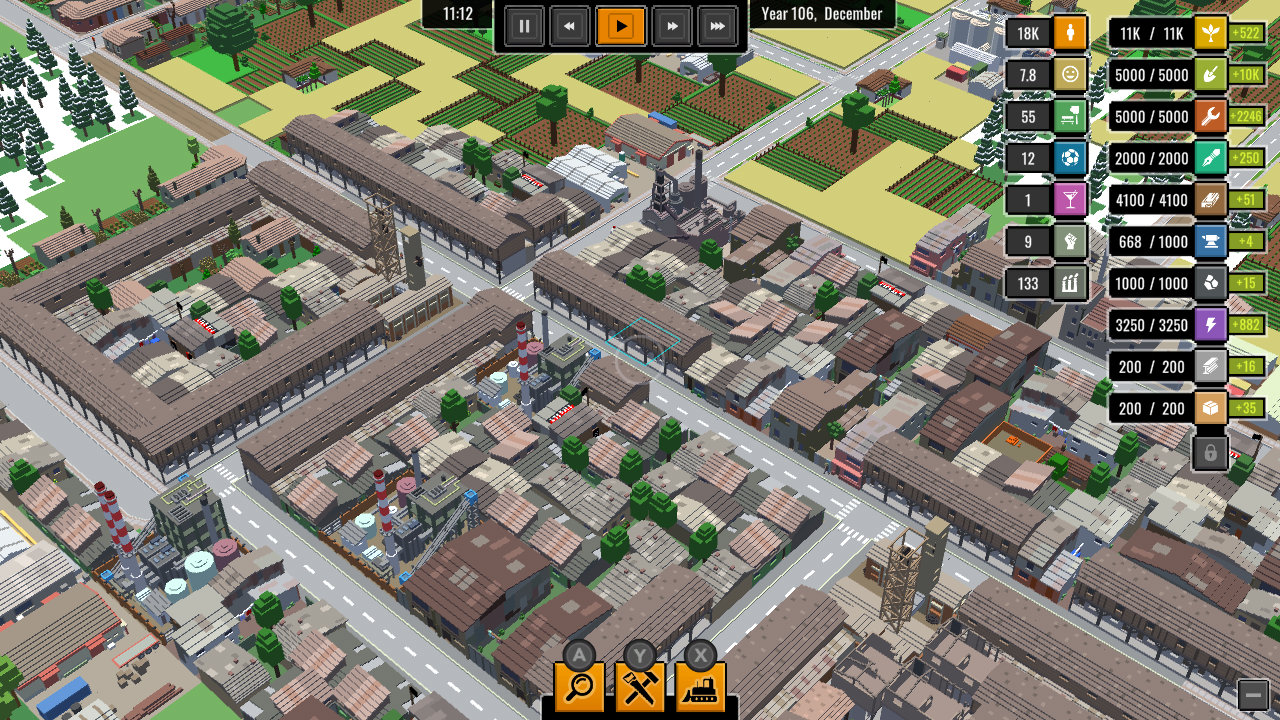 11:12
Year 106, December
18K
7.8
55
12
1
9
133
11K / 11K +522
5000 / 5000 +10K
5000 / 5000 +2246
2000 / 2000 +250
4100 / 4100 +51
668 / 1000 +4
1000 / 1000 +15
3250 / 3250 +882
200 / 200 +16
200 / 200 +35
A
Y
X